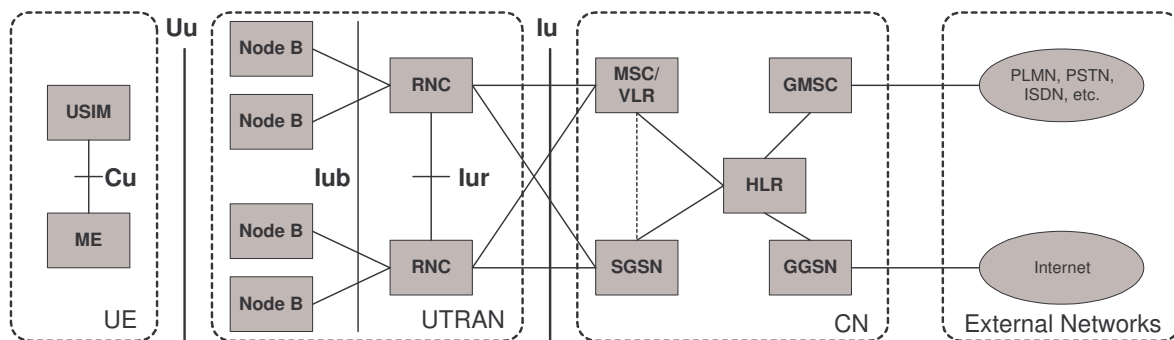 USIM
Cu
ME
UE
Uu
Node B
Node B
Node B
Node B
Iub
RNC
Iur
RNC
UTRAN
Iu
MSC/
VLR
SGSN
HLR
GMSC
GGSN
CN
PLMN, PSTN,
ISDN, etc.
Internet
External Networks